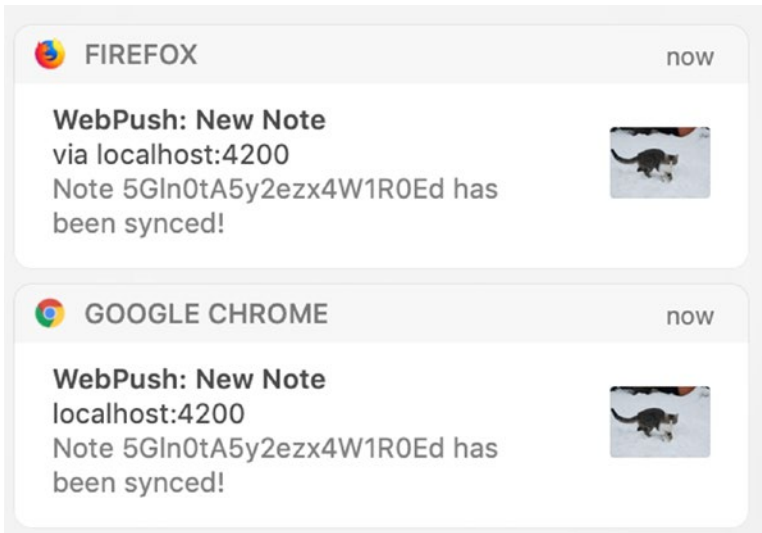 FIREFOX now
WebPush: New Note
via localhost:4200
Note 5Gln0tA5y2ezx4W1R0Ed has
been synced!
GOOGLE CHROME now
WebPush: New Note
localhost:4200
Note 5Gln0tA5y2ezx4W1R0Ed has
been synced!